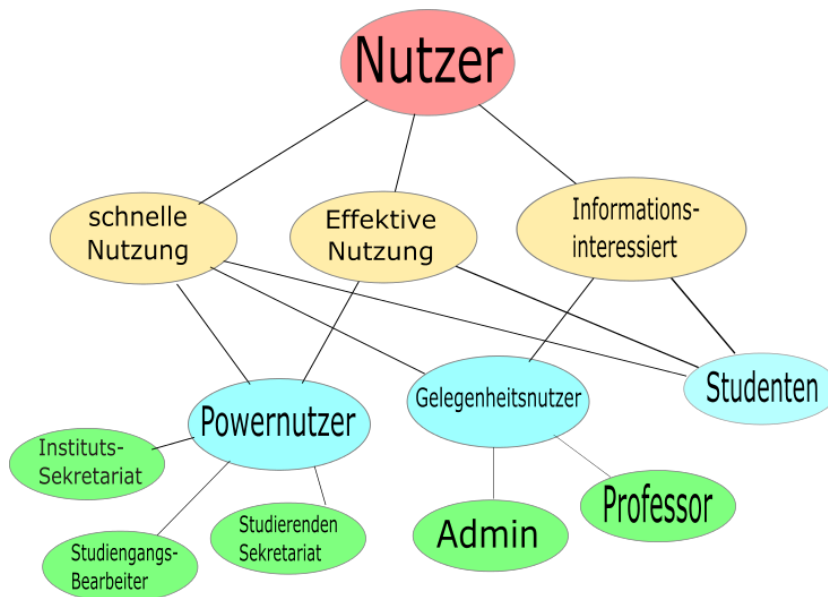 Nutzer
schnelle
Nutzung
Effektive
Nutzung
Informations-
interessiert
Powernutzer
Gelegenheitsnutzer
Studenten
Instituts-
Sekretariat
Studiengangs-
Bearbeiter
Studierenden
Sekretariat
Admin
Professor